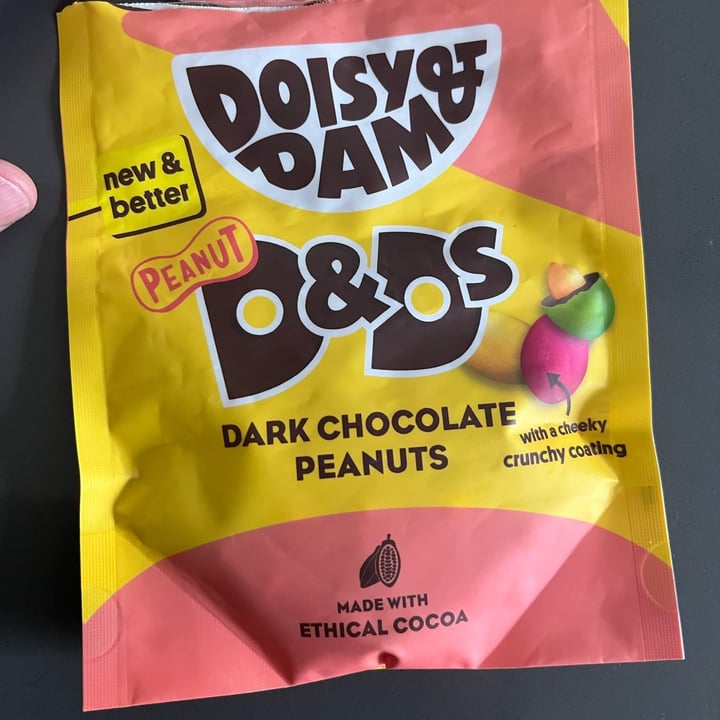 DOISY &
DAM
new &
better
PEANUT
D&Ds
DARK CHOCOLATE
PEANUTS
with a cheeky
crunchy coating
MADE WITH
ETHICAL COCOA